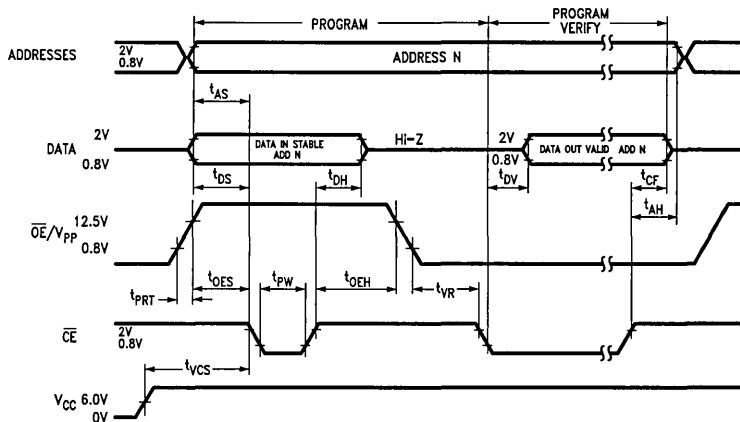 PROGRAM
PROGRAM
VERIFY
ADDRESSES
2V
0.8V
ADDRESS N
tAS
DATA
2V
0.8V
DATA IN STABLE
ADD N
Hi-Z
2V
0.8V
DATA OUT VALID ADD N
tDS
tDH
tDV
tCF
tAH
OE/VPP
12.5V
0.8V
tPRT
tOES
tPW
tOEH
tVR
CE
2V
0.8V
tVCS
VCC
6.0V
0V